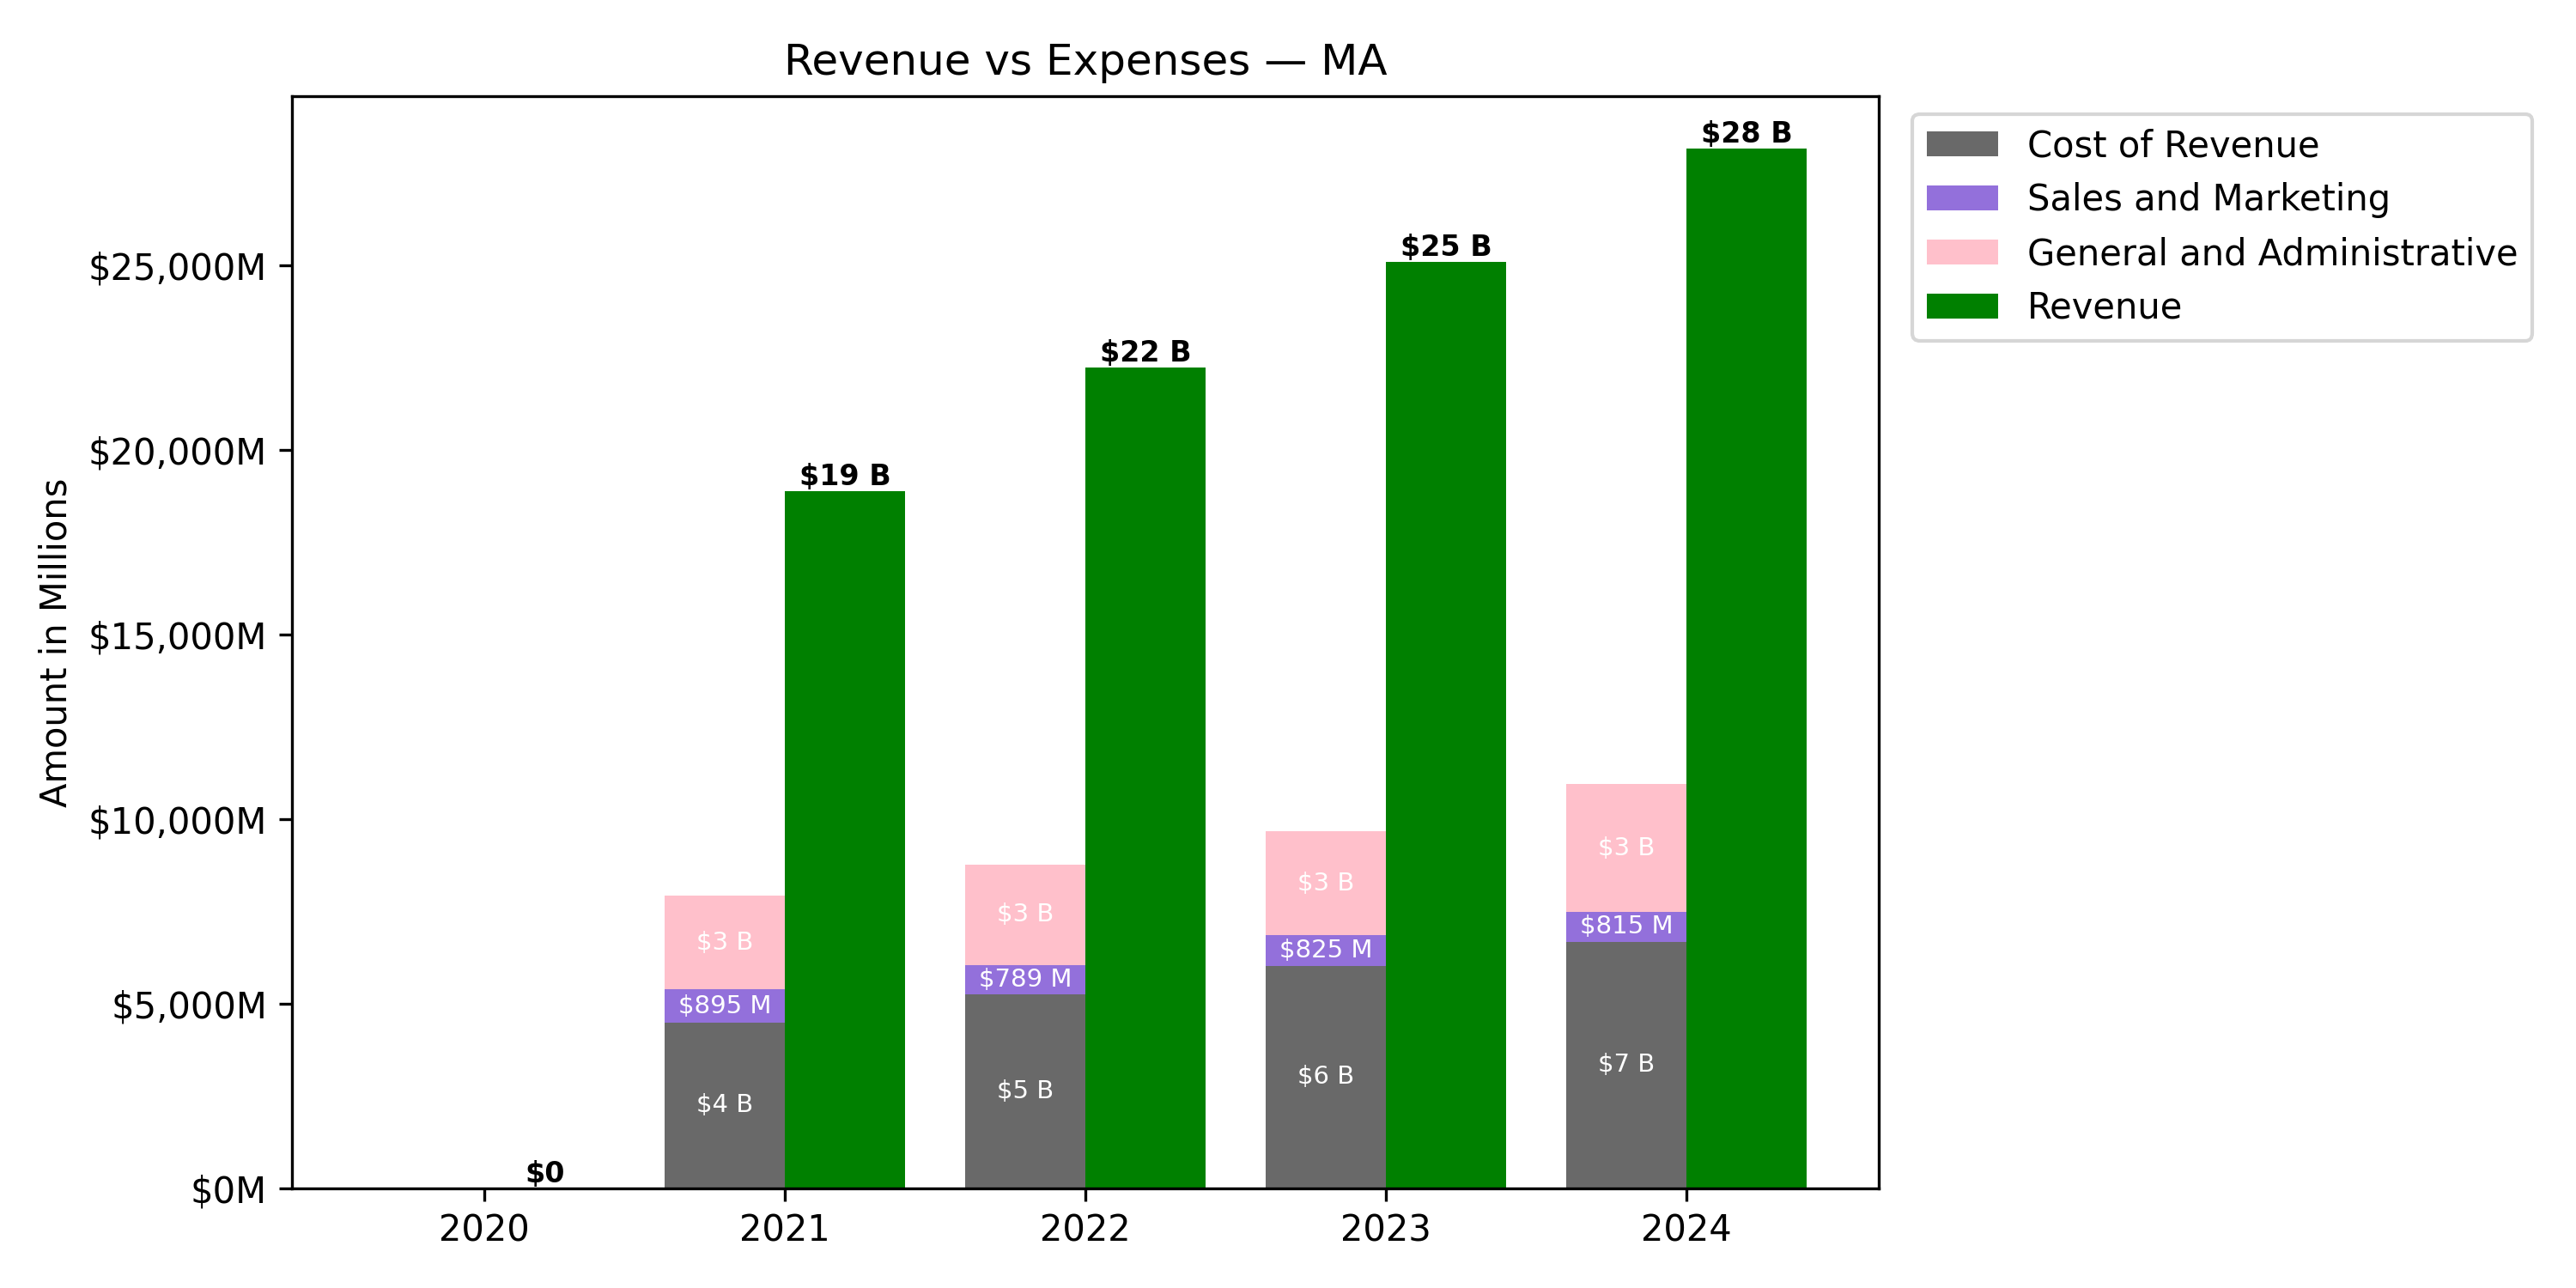 Revenue vs Expenses — MA
Cost of Revenue
Sales and Marketing
General and Administrative
Revenue
Amount in Millions
$25,000M
$20,000M
$15,000M
$10,000M
$5,000M
$0M
$0
$19 B
$3 B
$895 M
$4 B
$22 B
$3 B
$789 M
$5 B
$25 B
$3 B
$825 M
$6 B
$28 B
$3 B
$815 M
$7 B
2020
2021
2022
2023
2024